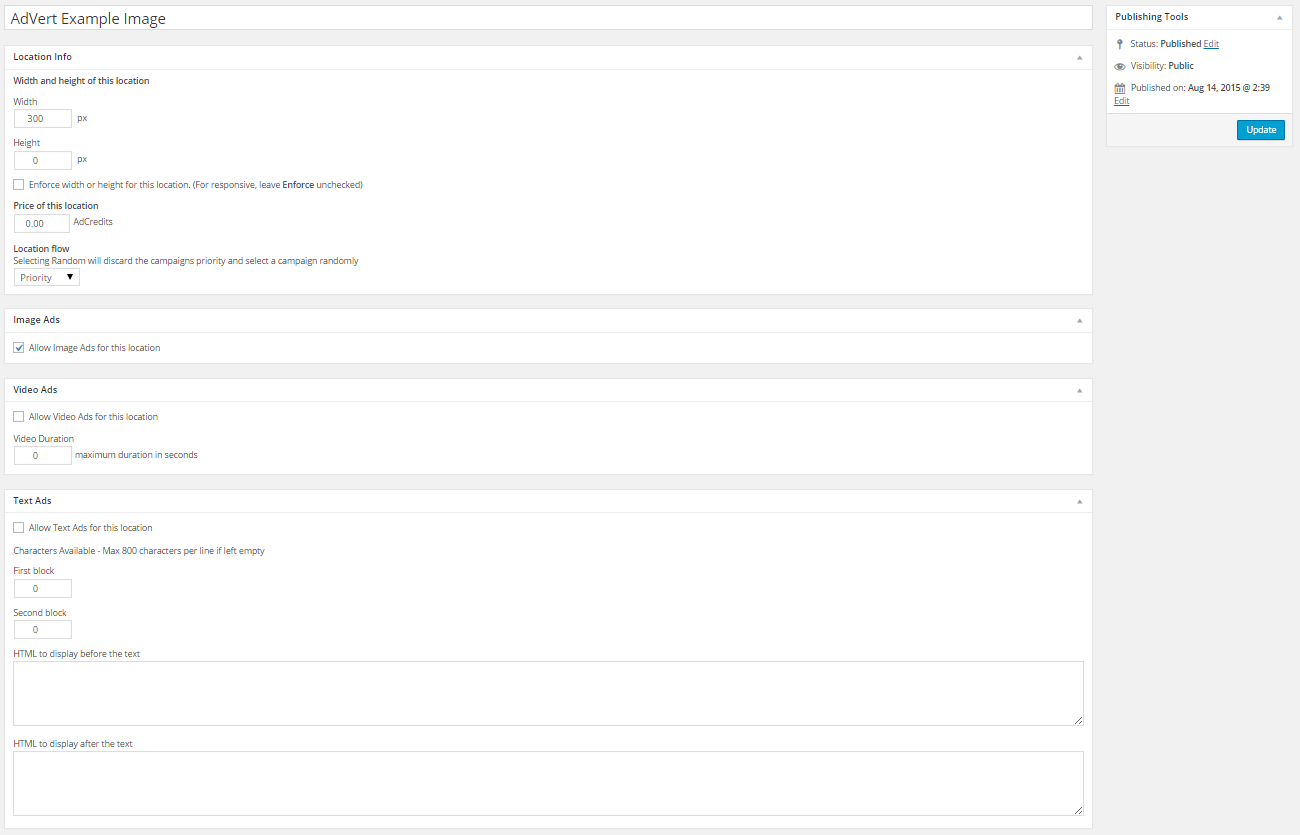 AdVert Example Image
Location Info
Width and height of this location
Width
300 px
Height
0 px
Enforce width or height for this location. (For responsive, leave Enforce unchecked)
Price of this location
0.00 AdCredits
Location flow
Selecting Random will discard the campaigns priority and select a campaign randomly
Priority
Image Ads
Allow Image Ads for this location
Video Ads
Allow Video Ads for this location
Video Duration
0 maximum duration in seconds
Text Ads
Allow Text Ads for this location
Characters Available - Max 800 characters per line if left empty
First block
0
Second block
0
HTML to display before the text
HTML to display after the text
Publishing Tools
Status: Published Edit
Visibility: Public
Published on: Aug 14, 2015 @ 2:39
Edit
Update